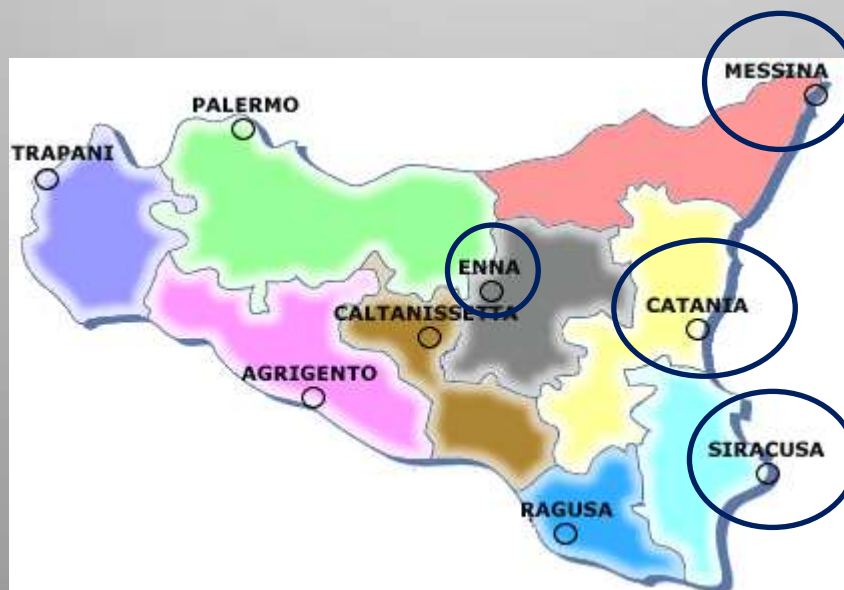 MESSINA
PALERMO
TRAPANI
ENNA
CATANIA
CALTANISSETTA
AGRIGENTO
SIRACUSA
RAGUSA